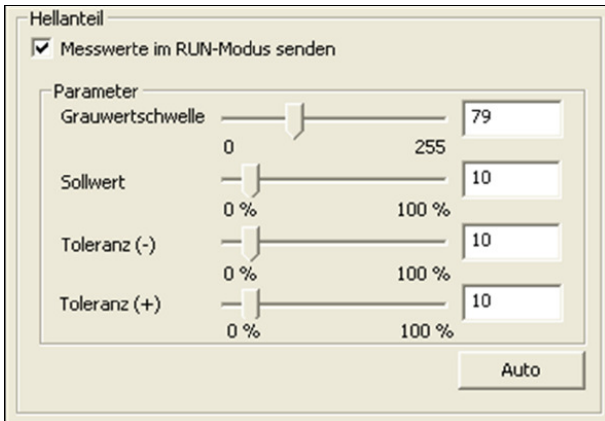 Hellanteil
Messwerte im RUN-Modus senden
Parameter
Grauwertschwelle 79
0 255
Sollwert 10
0 % 100 %
Toleranz (-) 10
0 % 100 %
Toleranz (+) 10
0 % 100 %
Auto